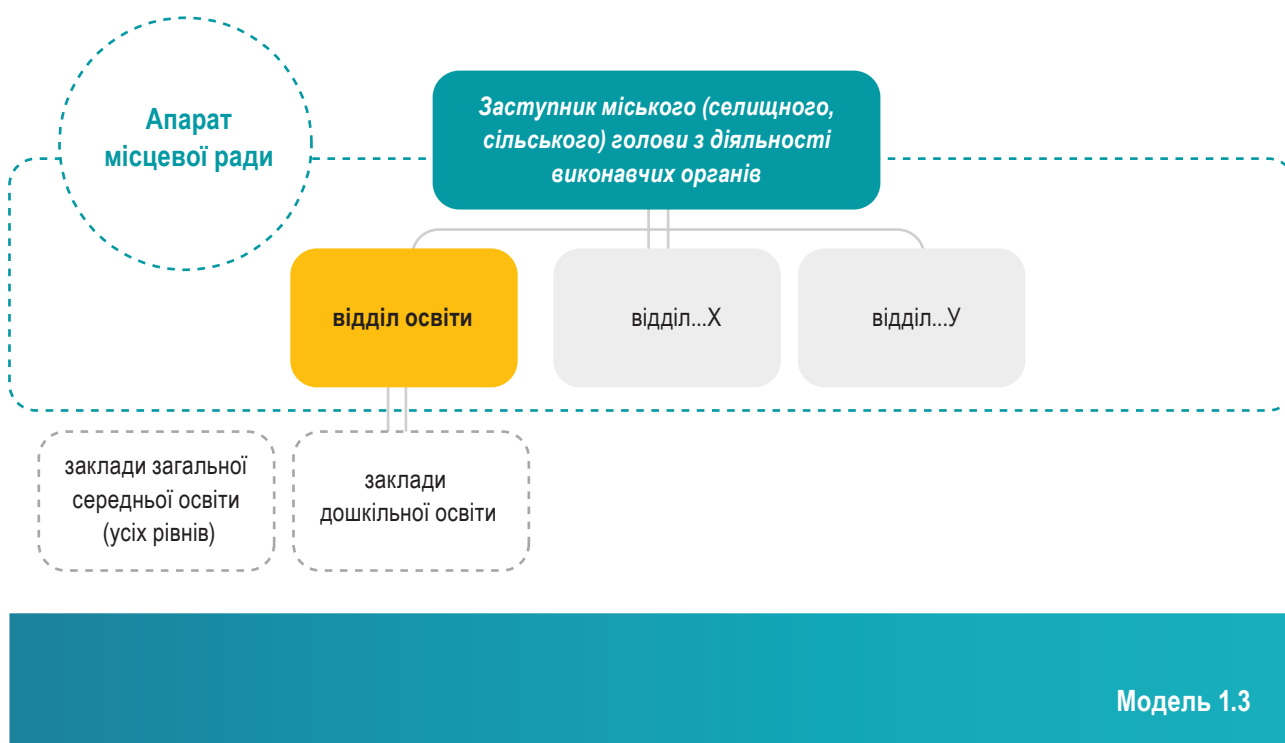 Апарат
місцевої ради
Заступник міського (селищного,
сільського) голови з діяльності
виконавчих органів
відділ освіти
відділ...Х
відділ...У
заклади загальної
середньої освіти
(усіх рівнів)
заклади
дошкільної освіти
Модель 1.3